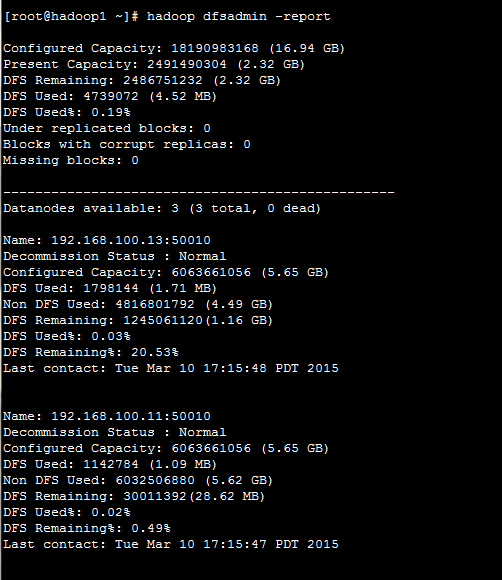 [root@hadoop1 ~]# hadoop dfsadmin -report
Configured Capacity: 18190983168 (16.94 GB)
Present Capacity: 2491490304 (2.32 GB)
DFS Remaining: 2486751232 (2.32 GB)
DFS Used: 4739072 (4.52 MB)
DFS Used%: 0.19%
Under replicated blocks: 0
Blocks with corrupt replicas: 0
Missing blocks: 0
-------------------------------------------------
Datanodes available: 3 (3 total, 0 dead)
Name: 192.168.100.13:50010
Decommission Status : Normal
Configured Capacity: 6063661056 (5.65 GB)
DFS Used: 1798144 (1.71 MB)
Non DFS Used: 4816801792 (4.49 GB)
DFS Remaining: 1245061120(1.16 GB)
DFS Used%: 0.03%
DFS Remaining%: 20.53%
Last contact: Tue Mar 10 17:15:48 PDT 2015
Name: 192.168.100.11:50010
Decommission Status : Normal
Configured Capacity: 6063661056 (5.65 GB)
DFS Used: 1142784 (1.09 MB)
Non DFS Used: 6032506880 (5.62 GB)
DFS Remaining: 30011392(28.62 MB)
DFS Used%: 0.02%
DFS Remaining%: 0.49%
Last contact: Tue Mar 10 17:15:47 PDT 2015